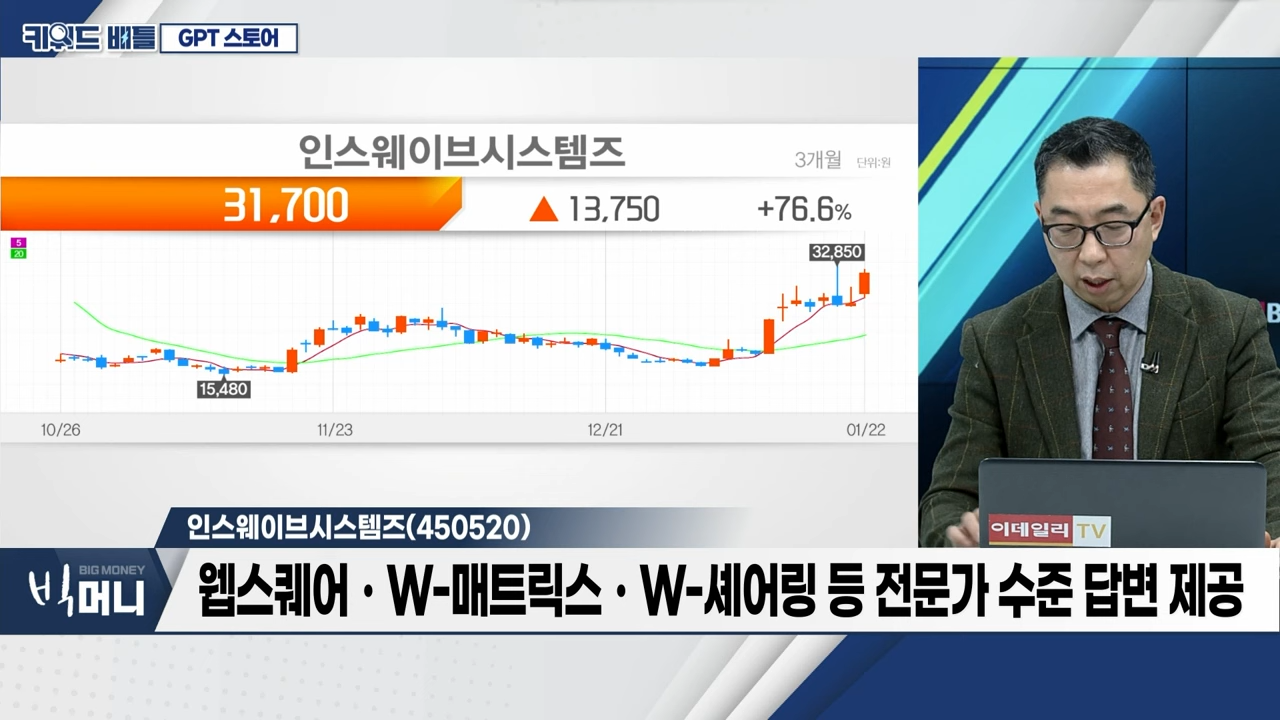 키워드 배틀 GPT 스토어
인스웨이브시스템즈
3개월 단위:원
31,700 ▲ 13,750 +76.6%
5
20
32,850
15,480
10/26 11/23 12/21 01/22
B
이데일리TV
인스웨이브시스템즈(450520)
빅머니 BIG MONEY
웹스퀘어·W-매트릭스·W-셰어링 등 전문가 수준 답변 제공